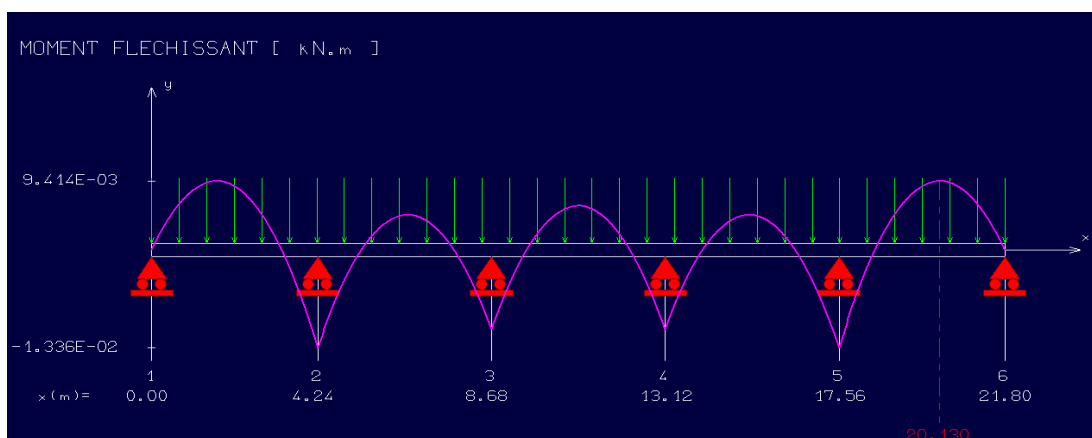 MOMENT FLECHISSANT [ kN.m ]
y
9.414E-03
x
-1.336E-02
1 2 3 4 5 6
x(m)= 0.00 4.24 8.68 13.12 17.56 21.80
20.130